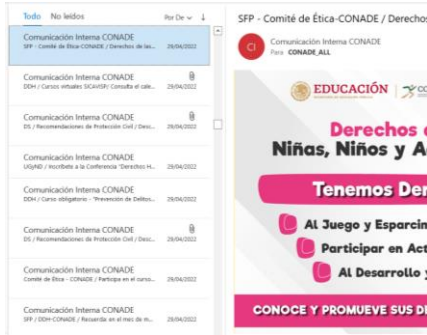 Todo No leídos Por De
Comunicación Interna CONADE
SFP - Comité de Ética-CONADE / Derechos de las... 29/04/2022
Comunicación Interna CONADE
DDH / Cursos virtuales SICAVISP/ Consulta el cale... 29/04/2022
Comunicación Interna CONADE
DS / Recomendaciones de Protección Civil / Desc... 29/04/2022
Comunicación Interna CONADE
UGJND / Inscríbete a la Conferencia "Derechos H... 29/04/2022
Comunicación Interna CONADE
DDH / Curso obligatorio - "Prevención de Delitos... 29/04/2022
Comunicación Interna CONADE
DS / Recomendaciones de Protección Civil / Desc... 29/04/2022
Comunicación Interna CONADE
Comité de Ética - CONADE / Participa en el curso... 29/04/2022
Comunicación Interna CONADE
SFP / DDH-CONADE / Recuerda: en el mes de m... 29/04/2022
SFP - Comité de Ética-CONADE / Derechos
CI
Comunicación Interna CONADE
Para CONADE_ALL
EDUCACIÓN
Derechos
Niñas, Niños y A
Tenemos Der
Al Juego y Esparcim
Participar en Act
Al Desarrollo y
CONOCE Y PROMUEVE SUS DE